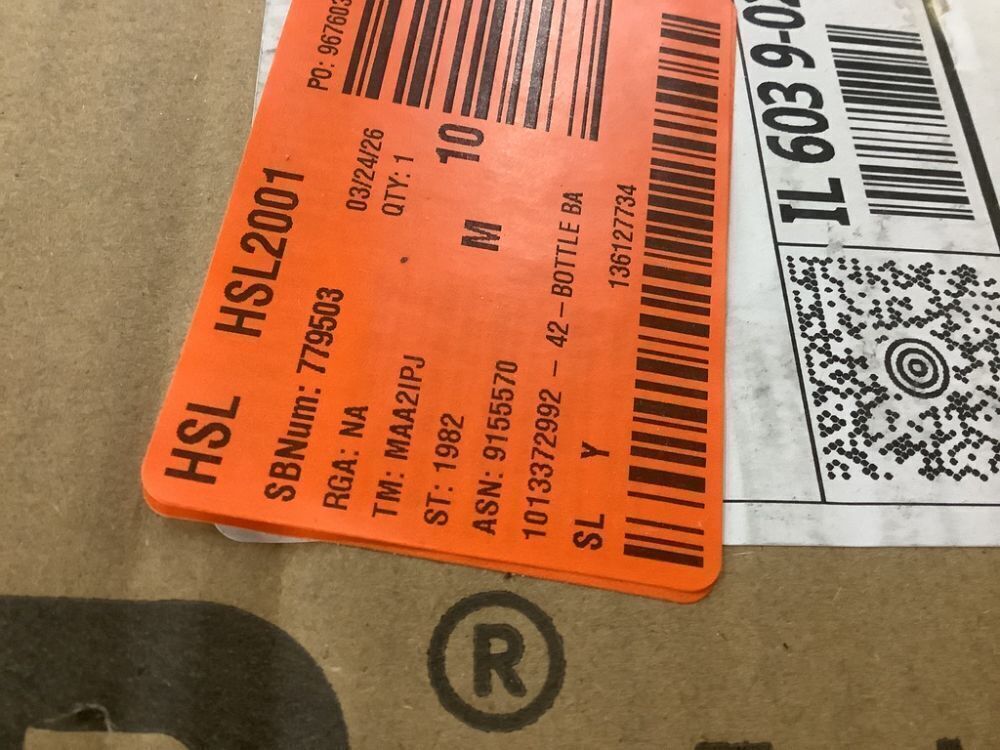 HSL HSL2001
SBNum: 779503
RGA: NA 03/24/26 PO: 967603
TM: MAA2IPJ QTY: 1
ST: 1982
ASN: 9155570 M 10
1013372992 - 42 - BOTTLE BA
SL Y 136127734
IL 603 9-02
®